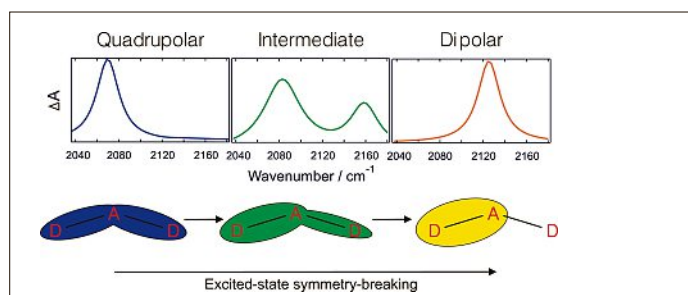 Quadrupolar Intermediate Dipolar
ΔA
2040 2080 2120 2160 2040 2080 2120 2160 2040 2080 2120 2160
Wavenumber / cm⁻¹
D A D D A D D A D
Excited-state symmetry-breaking